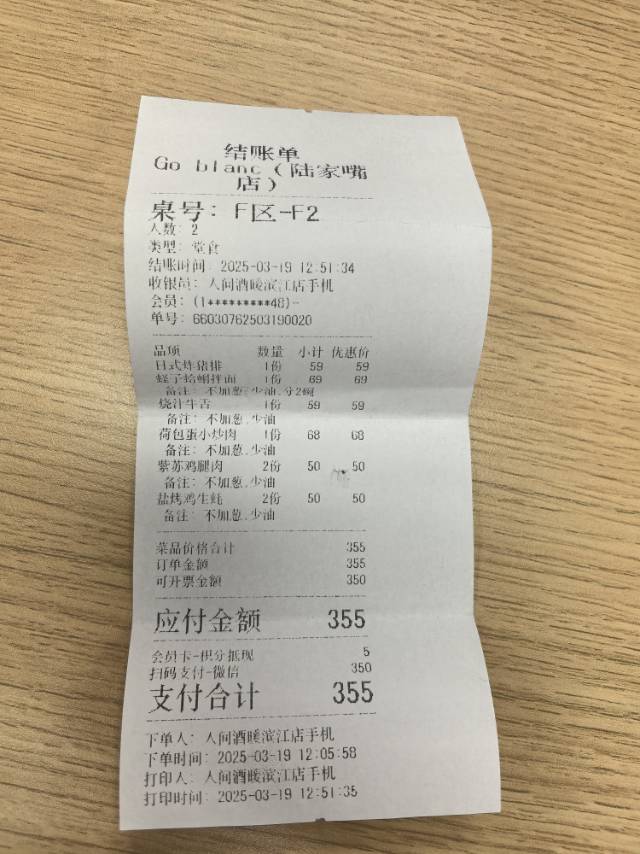 结账单
Go blanc（陆家嘴
店）
桌号: F区-F2
人数: 2
类型: 堂食
结账时间: 2025-03-19 12:51:34
收银员: 人间酒暖滨江店手机
会员: (1********48)-
单号: 66030762503190020
品项 数量 小计 优惠价
日式炸猪排 1份 59 59
蛏子蛤蜊拌面 1份 69 69
备注: 不加葱,少油,分2碗
烧汁牛舌 1份 59 59
备注: 不加葱,少油
荷包蛋小炒肉 1份 68 68
备注: 不加葱,少油
紫苏鸡腿肉 2份 50 50
备注: 不加葱,少油
盐烤鸡生蚝 2份 50 50
备注: 不加葱,少油
菜品价格合计 355
订单金额 355
可开票金额 350
应付金额 355
会员卡-积分抵现 5
扫码支付-微信 350
支付合计 355
下单人: 人间酒暖滨江店手机
下单时间: 2025-03-19 12:05:58
打印人: 人间酒暖滨江店手机
打印时间: 2025-03-19 12:51:35